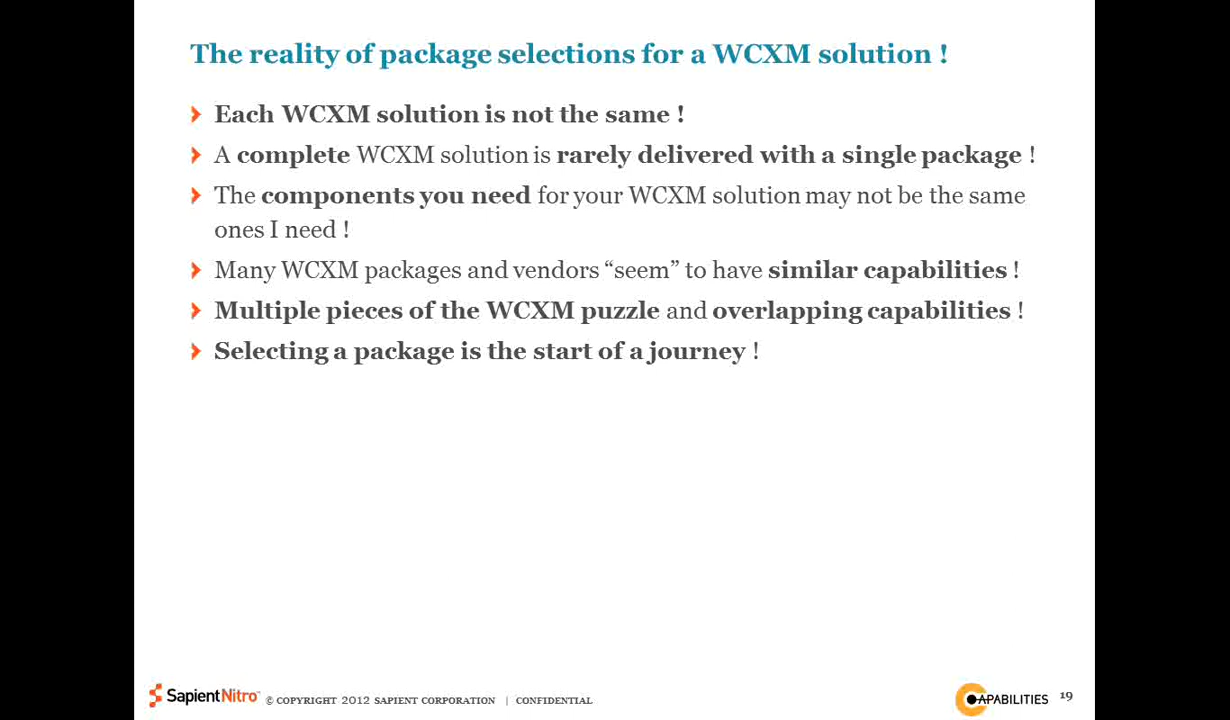 The reality of package selections for a WCXM solution !
Each WCXM solution is not the same !
A complete WCXM solution is rarely delivered with a single package !
The components you need for your WCXM solution may not be the same
ones I need !
Many WCXM packages and vendors “seem” to have similar capabilities !
Multiple pieces of the WCXM puzzle and overlapping capabilities !
Selecting a package is the start of a journey !
SapientNitro © COPYRIGHT 2012 SAPIENT CORPORATION | CONFIDENTIAL
CAPABILITIES 19